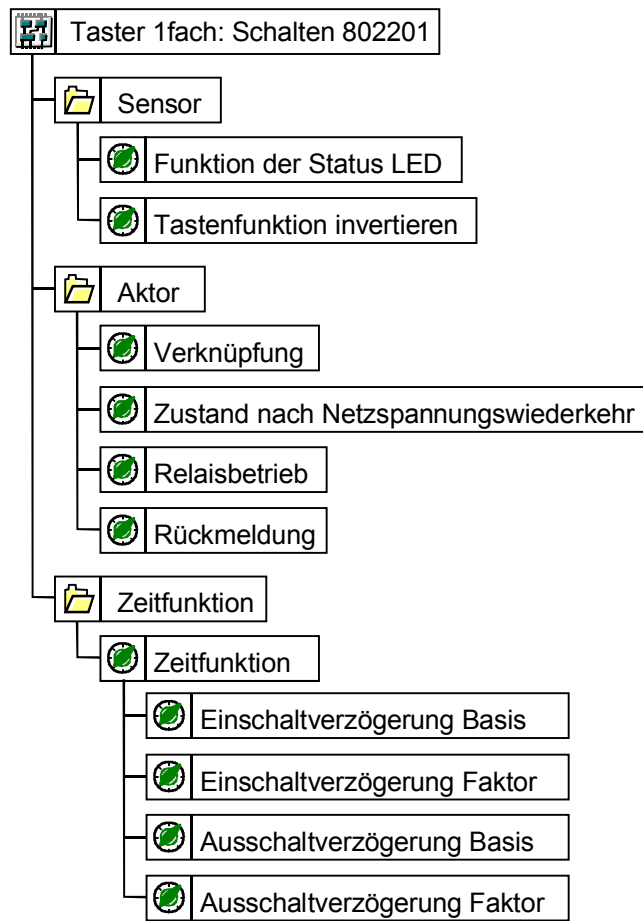 Taster 1fach: Schalten 802201
Sensor
Funktion der Status LED
Tastenfunktion invertieren
Aktor
Verknüpfung
Zustand nach Netzspannungswiederkehr
Relaisbetrieb
Rückmeldung
Zeitfunktion
Zeitfunktion
Einschaltverzögerung Basis
Einschaltverzögerung Faktor
Ausschaltverzögerung Basis
Ausschaltverzögerung Faktor